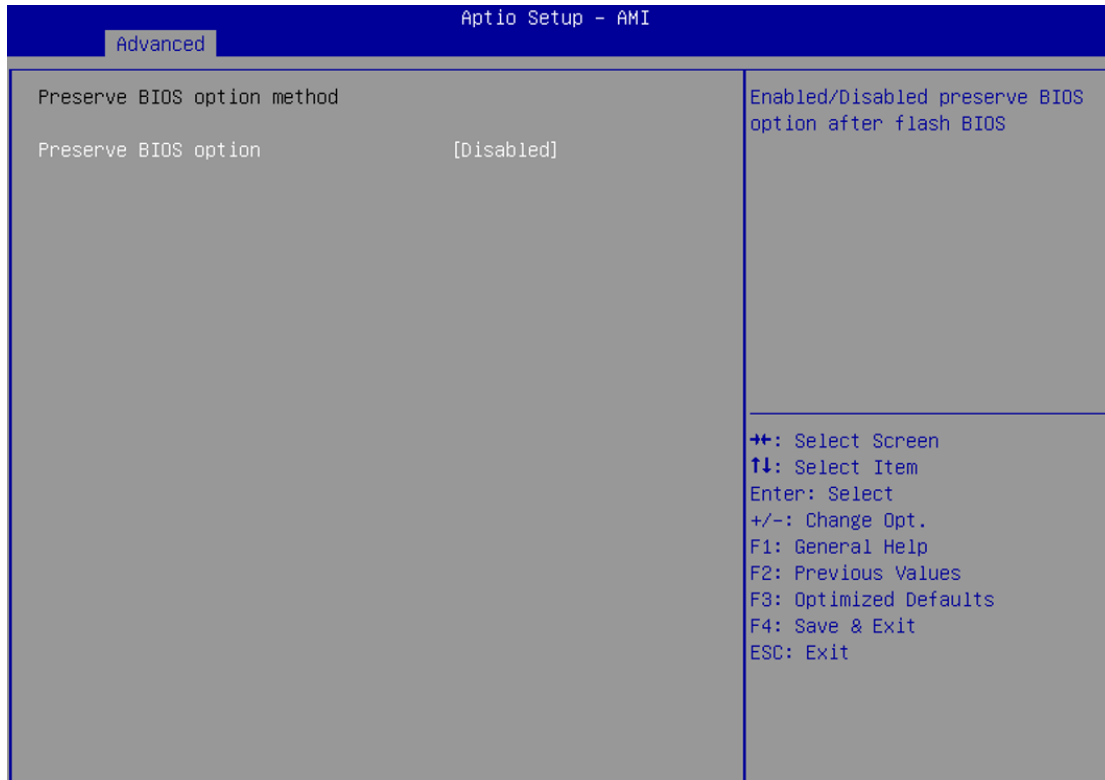 Aptio Setup – AMI
Advanced
Preserve BIOS option method
Preserve BIOS option [Disabled]
Enabled/Disabled preserve BIOS
option after flash BIOS
→←: Select Screen
↑↓: Select Item
Enter: Select
+/-: Change Opt.
F1: General Help
F2: Previous Values
F3: Optimized Defaults
F4: Save & Exit
ESC: Exit